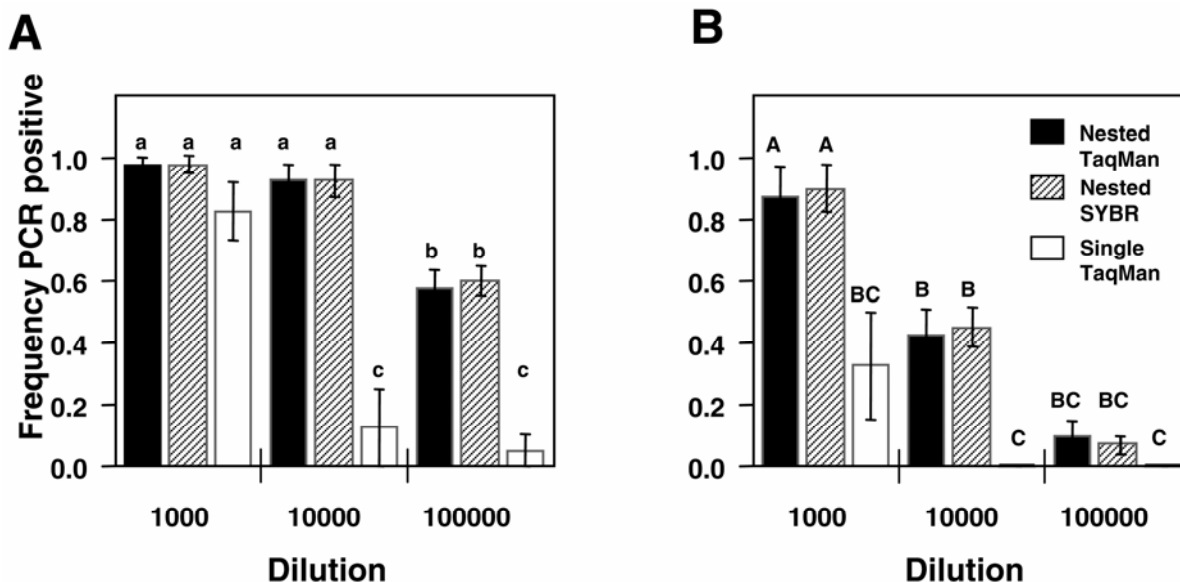 A
Frequency PCR positive
1.0
0.8
0.6
0.4
0.2
0.0
a a a a a
b b
c
c
1000 10000 100000
Dilution
B
1.0
0.8
0.6
0.4
0.2
0.0
A A
BC
B B
C
BC BC C
Nested
TaqMan
Nested
SYBR
Single
TaqMan
1000 10000 100000
Dilution